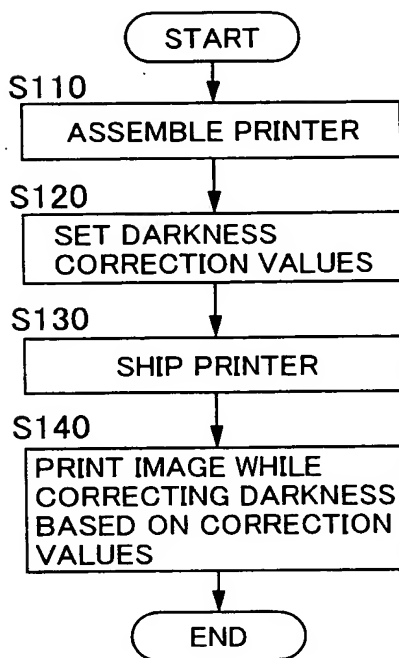 START
S110
ASSEMBLE PRINTER
S120
SET DARKNESS
CORRECTION VALUES
S130
SHIP PRINTER
S140
PRINT IMAGE WHILE
CORRECTING DARKNESS
BASED ON CORRECTION
VALUES
END